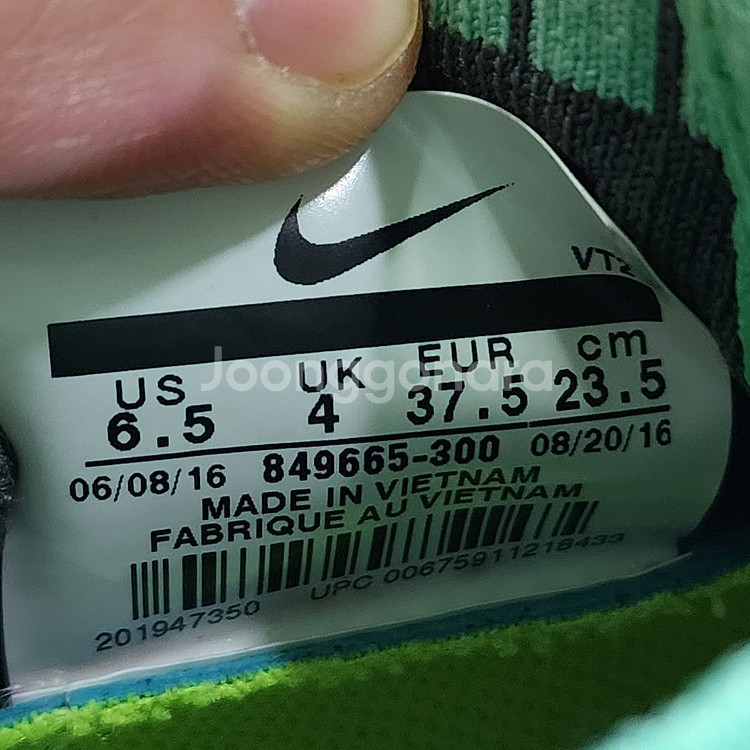 VT2
US UK EUR cm
6.5 4 37.5 23.5
06/08/16 849665-300 08/20/16
MADE IN VIETNAM
FABRIQUE AU VIETNAM
UPC 00675911218433
201947350
Joonggonara